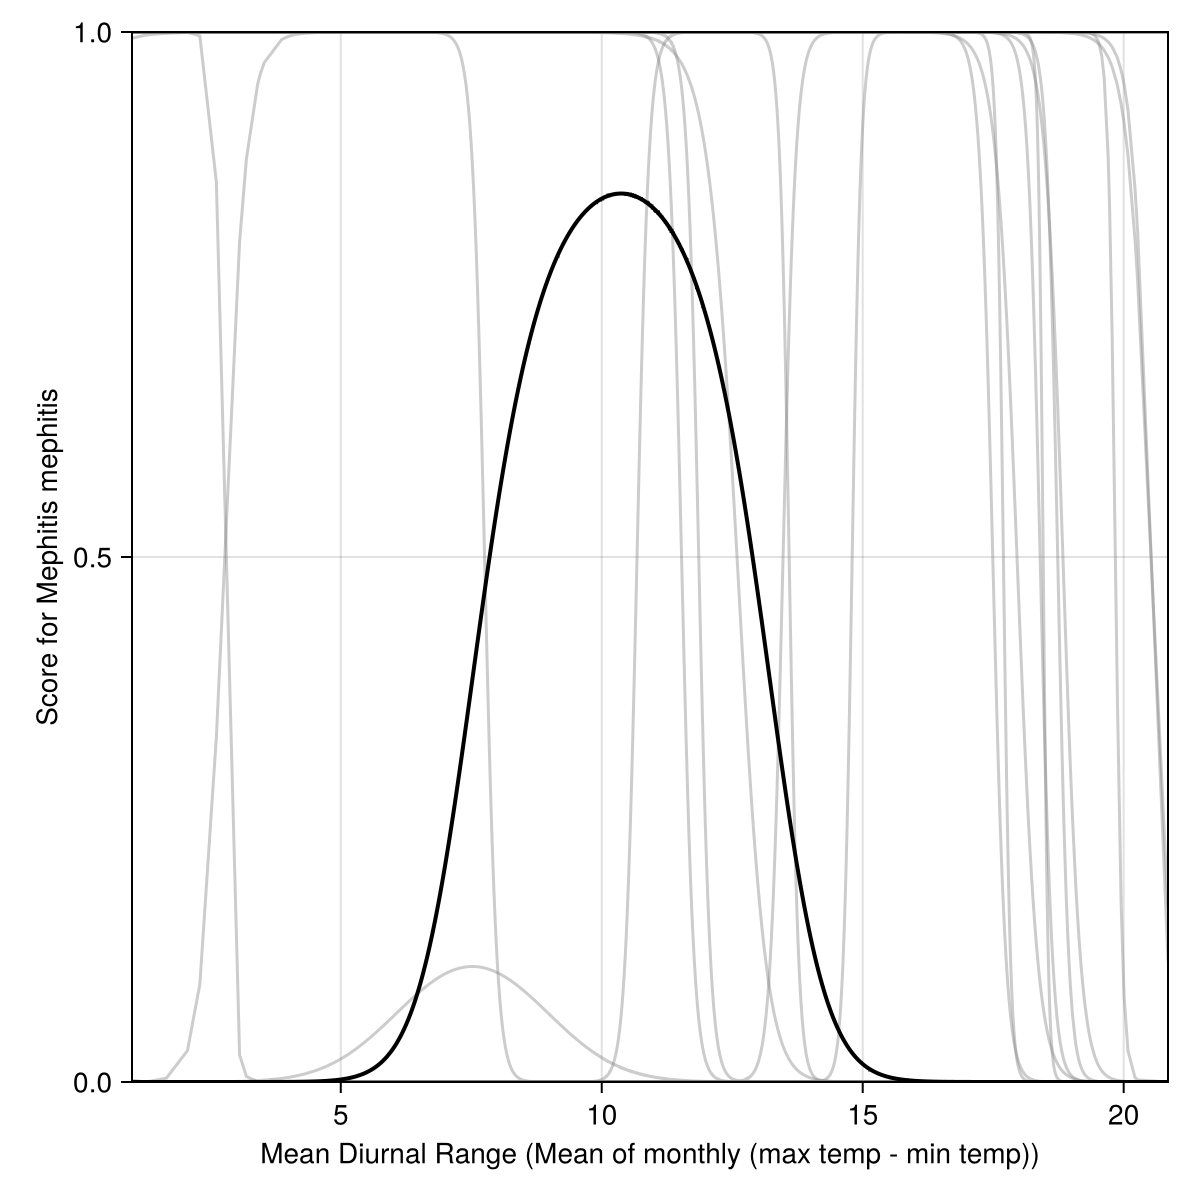 1.0
0.5
0.0
Score for Mephitis mephitis
5 10 15 20
Mean Diurnal Range (Mean of monthly (max temp - min temp))